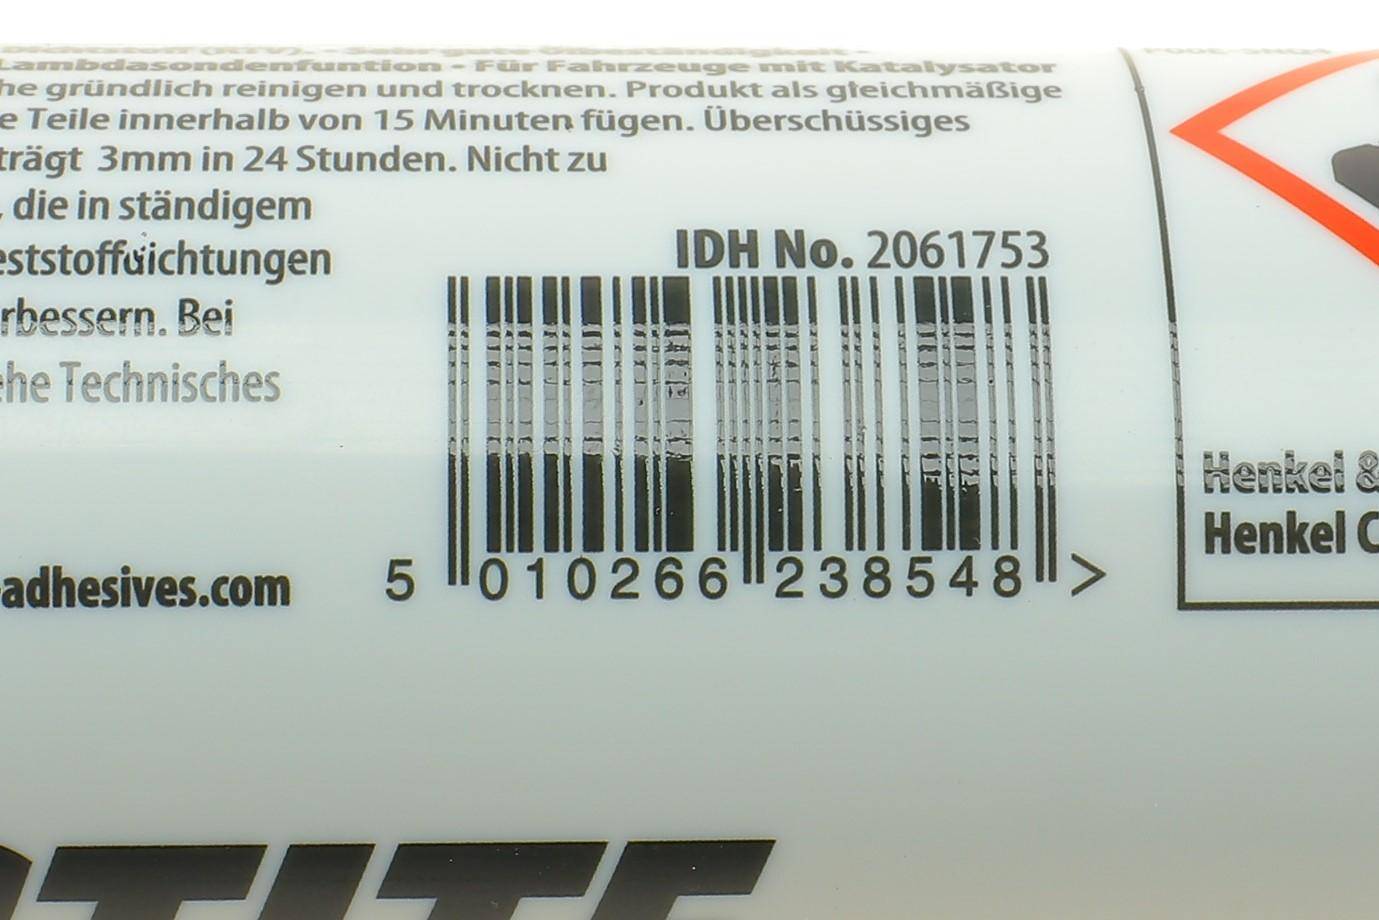 Lambdasondenfuntion - Für Fahrzeuge mit Katalysator
he gründlich reinigen und trocknen. Produkt als gleichmäßige
e Teile innerhalb von 15 Minuten fügen. Überschüssiges
trägt 3mm in 24 Stunden. Nicht zu
, die in ständigem
eststoffdichtungen
rbessern. Bei
ehe Technisches
-adhesives.com
IDH No. 2061753
5 010266 238548 >
Henkel &
Henkel C
TITE